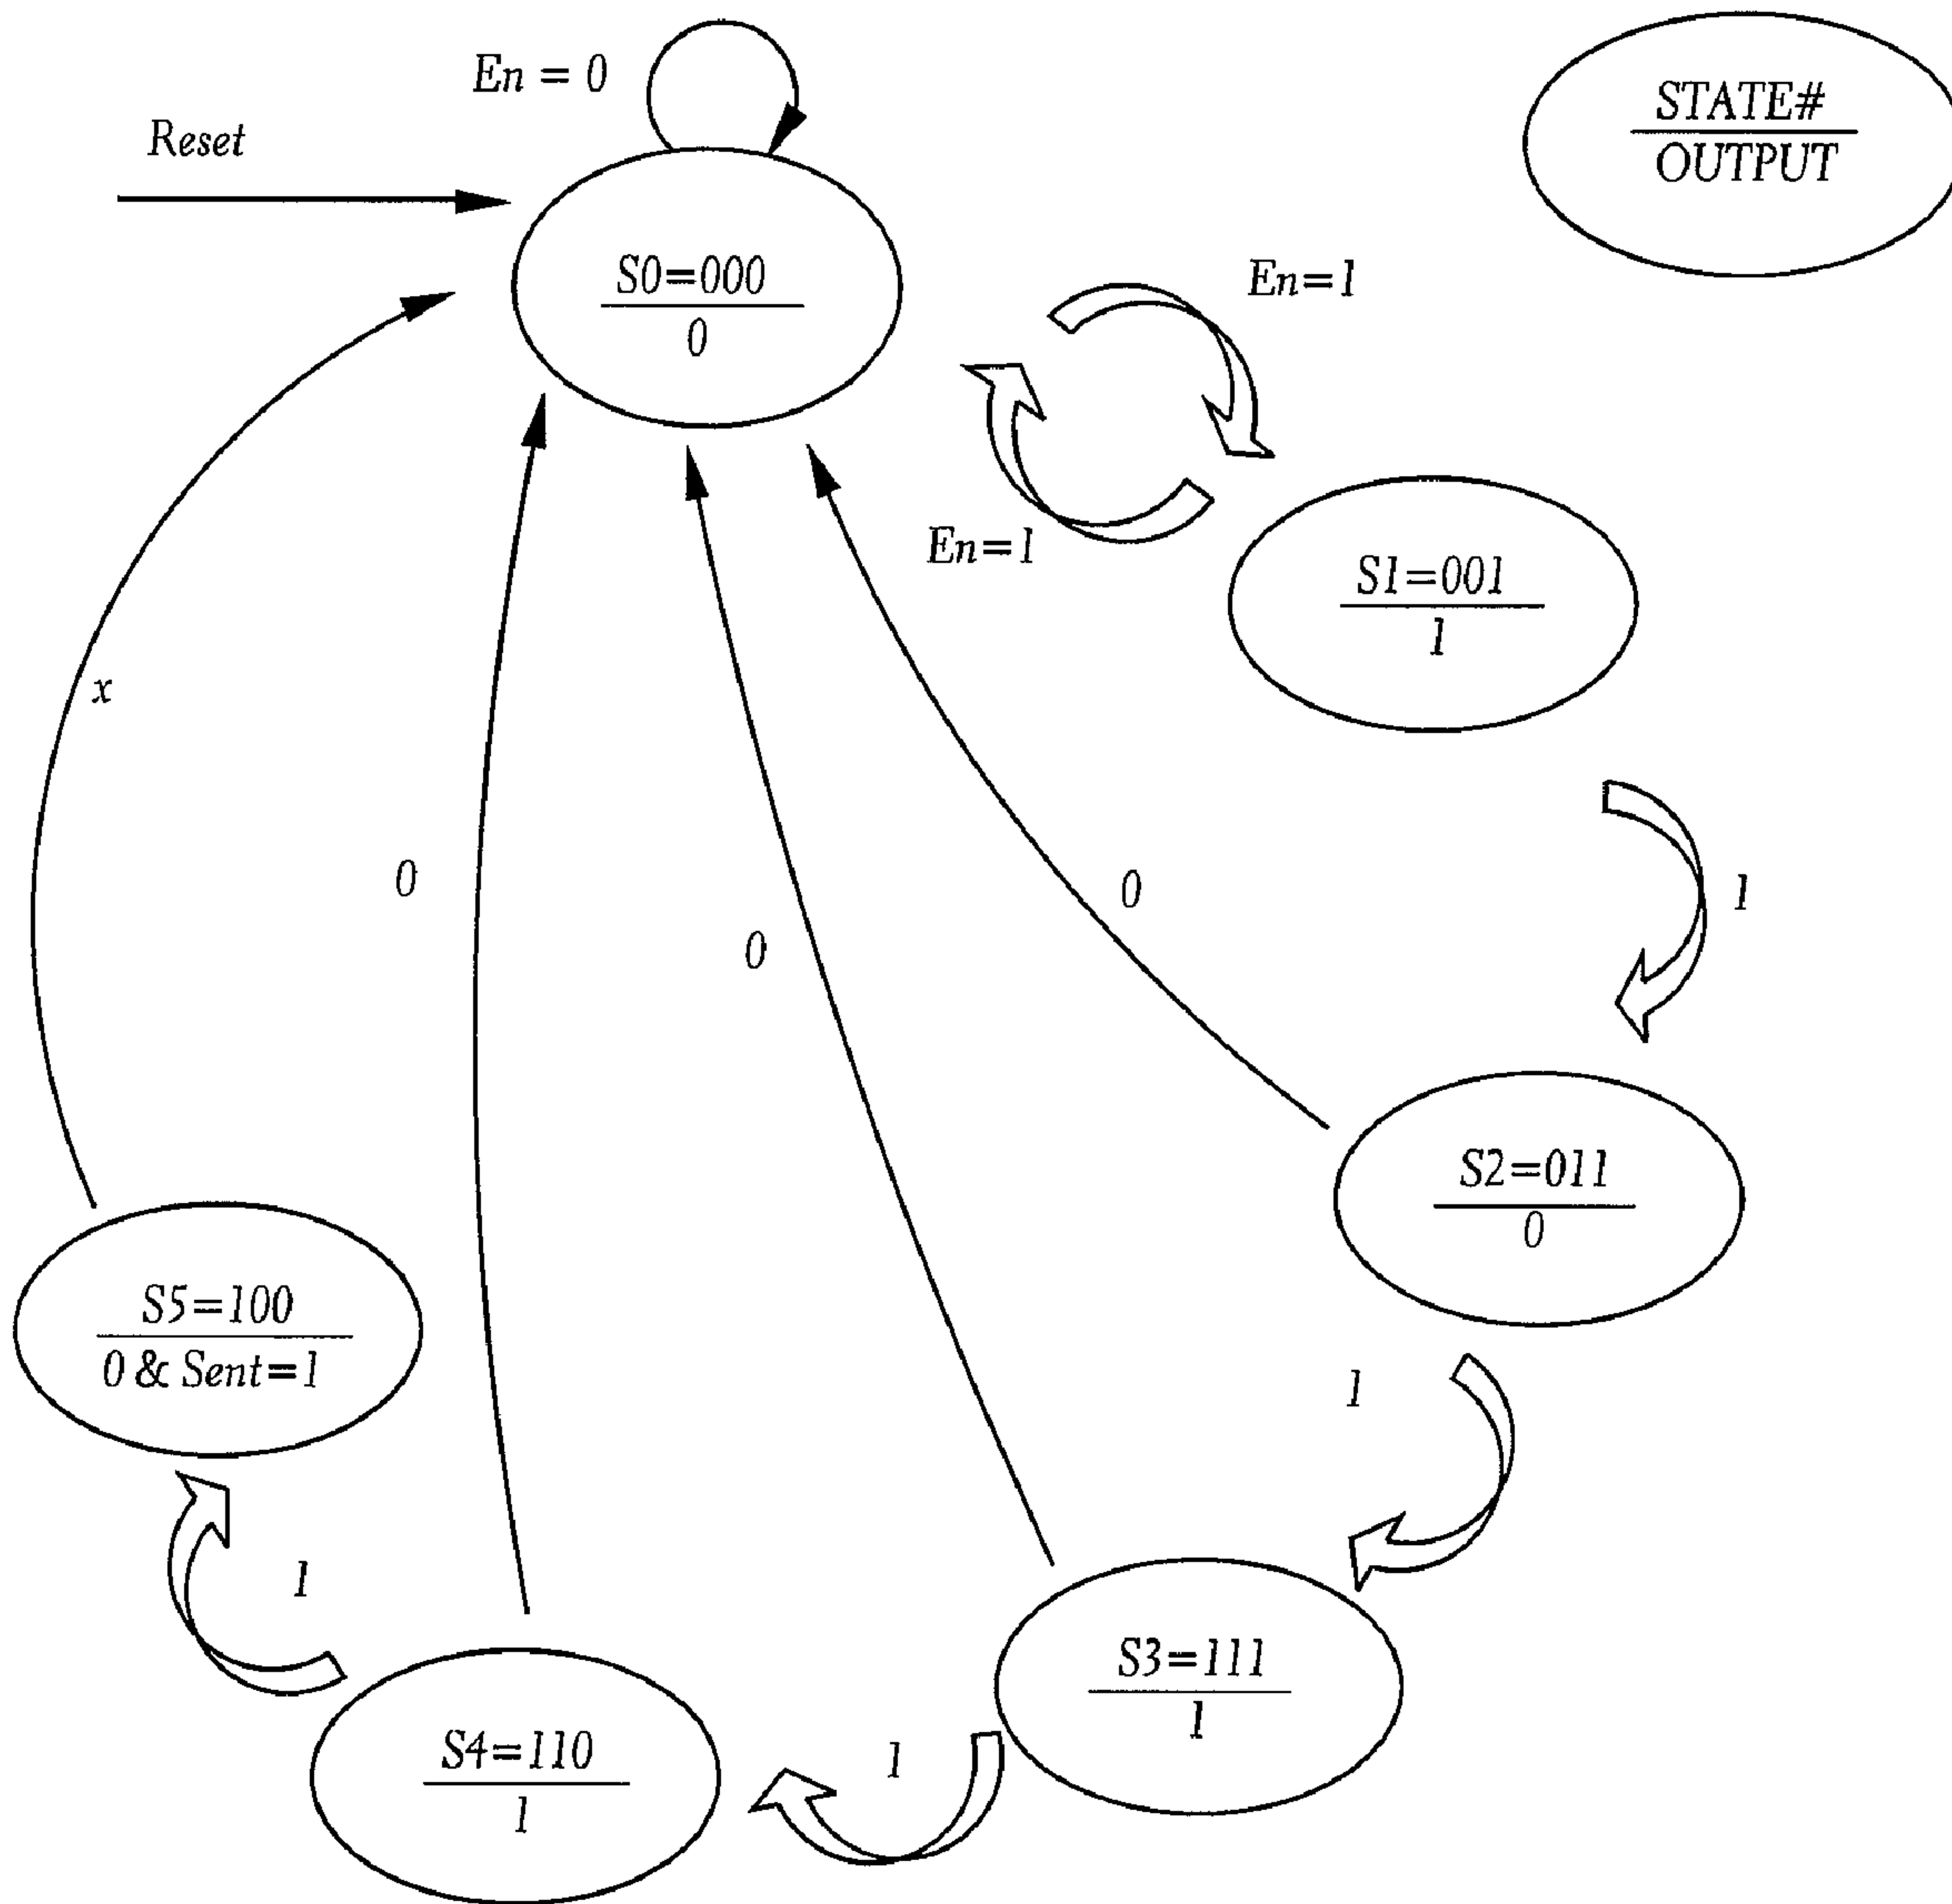 En = 0
Reset
STATE#
OUTPUT
S0=000
0
En=1
En=1
S1=001
1
x
0
0
0
1
S2=011
0
S5=100
0 & Sent=1
1
1
S3=111
1
S4=110
1
1